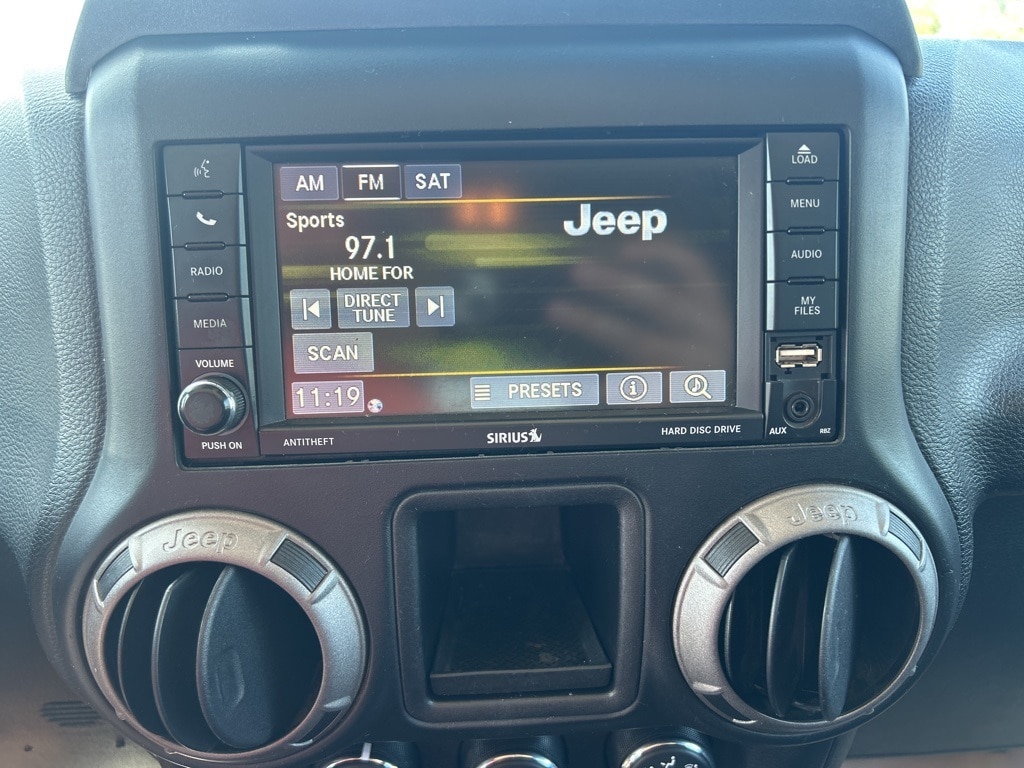 LOAD
AM FM SAT
MENU
Sports
Jeep
97.1
AUDIO
RADIO
HOME FOR
DIRECT
TUNE
MY
FILES
MEDIA
SCAN
VOLUME
11:19
PRESETS
PUSH ON
ANTITHEFT
SIRIUS
HARD DISC DRIVE
AUX
RBZ
Jeep
Jeep